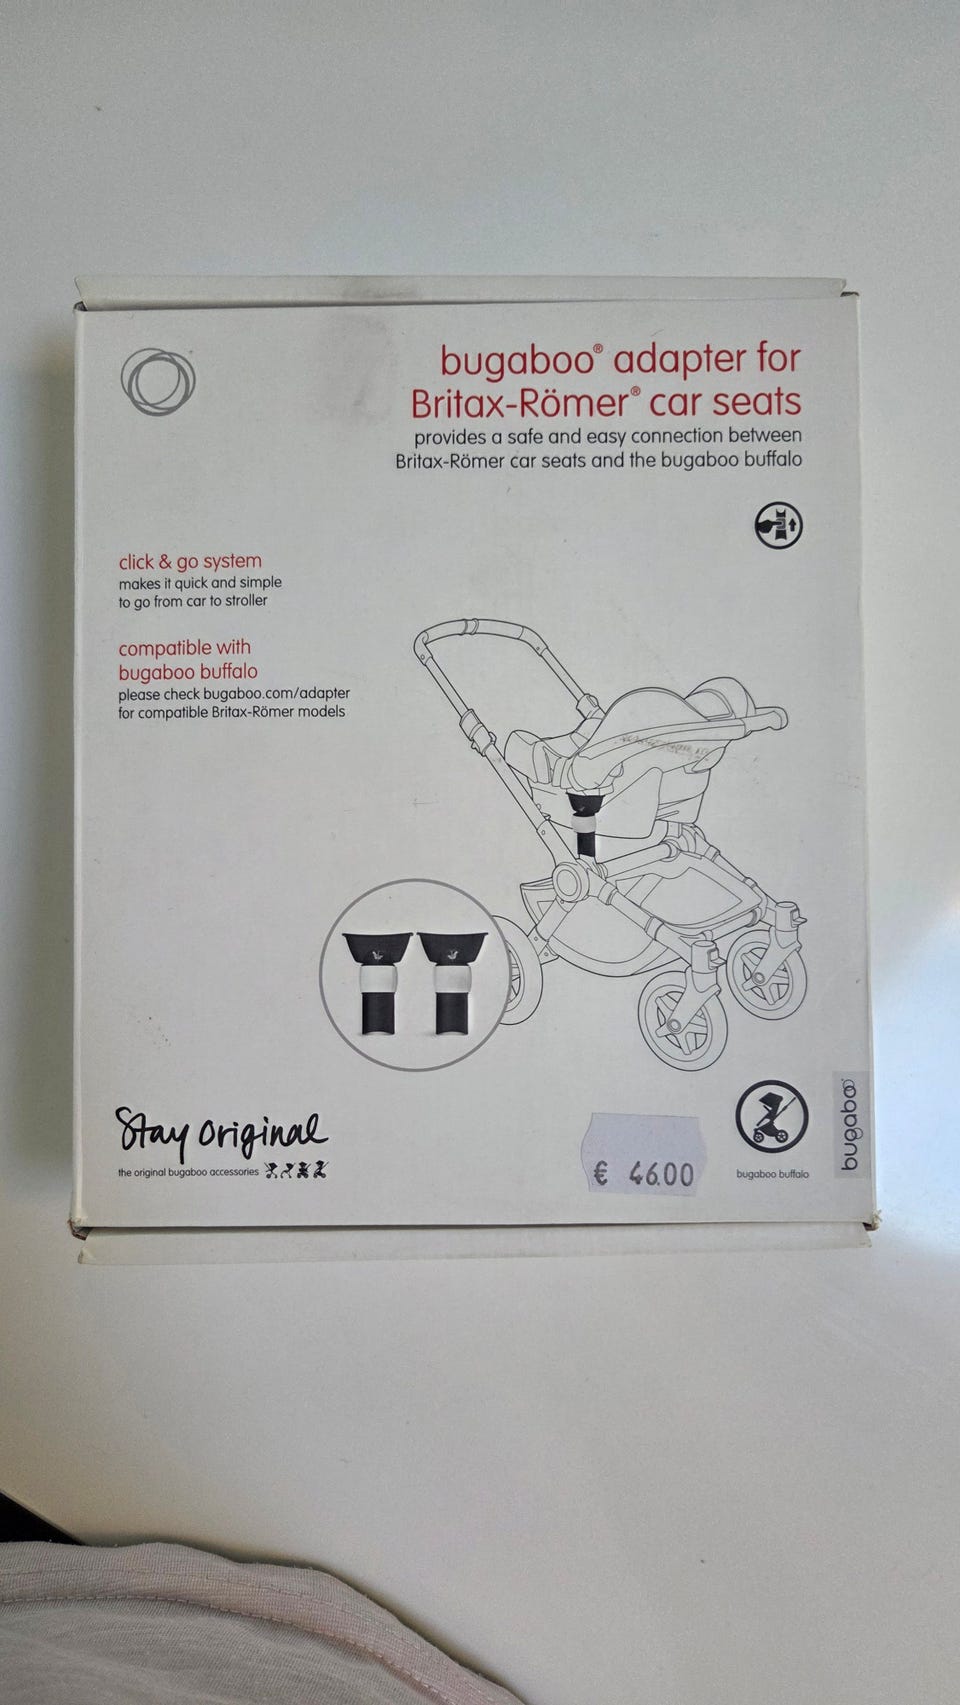 bugaboo® adapter for
Britax-Römer® car seats
provides a safe and easy connection between
Britax-Römer car seats and the bugaboo buffalo
click & go system
makes it quick and simple
to go from car to stroller
compatible with
bugaboo buffalo
please check bugaboo.com/adapter
for compatible Britax-Römer models
Stay Original
the original bugaboo accessories
€ 46.00
bugaboo buffalo
bugaboo